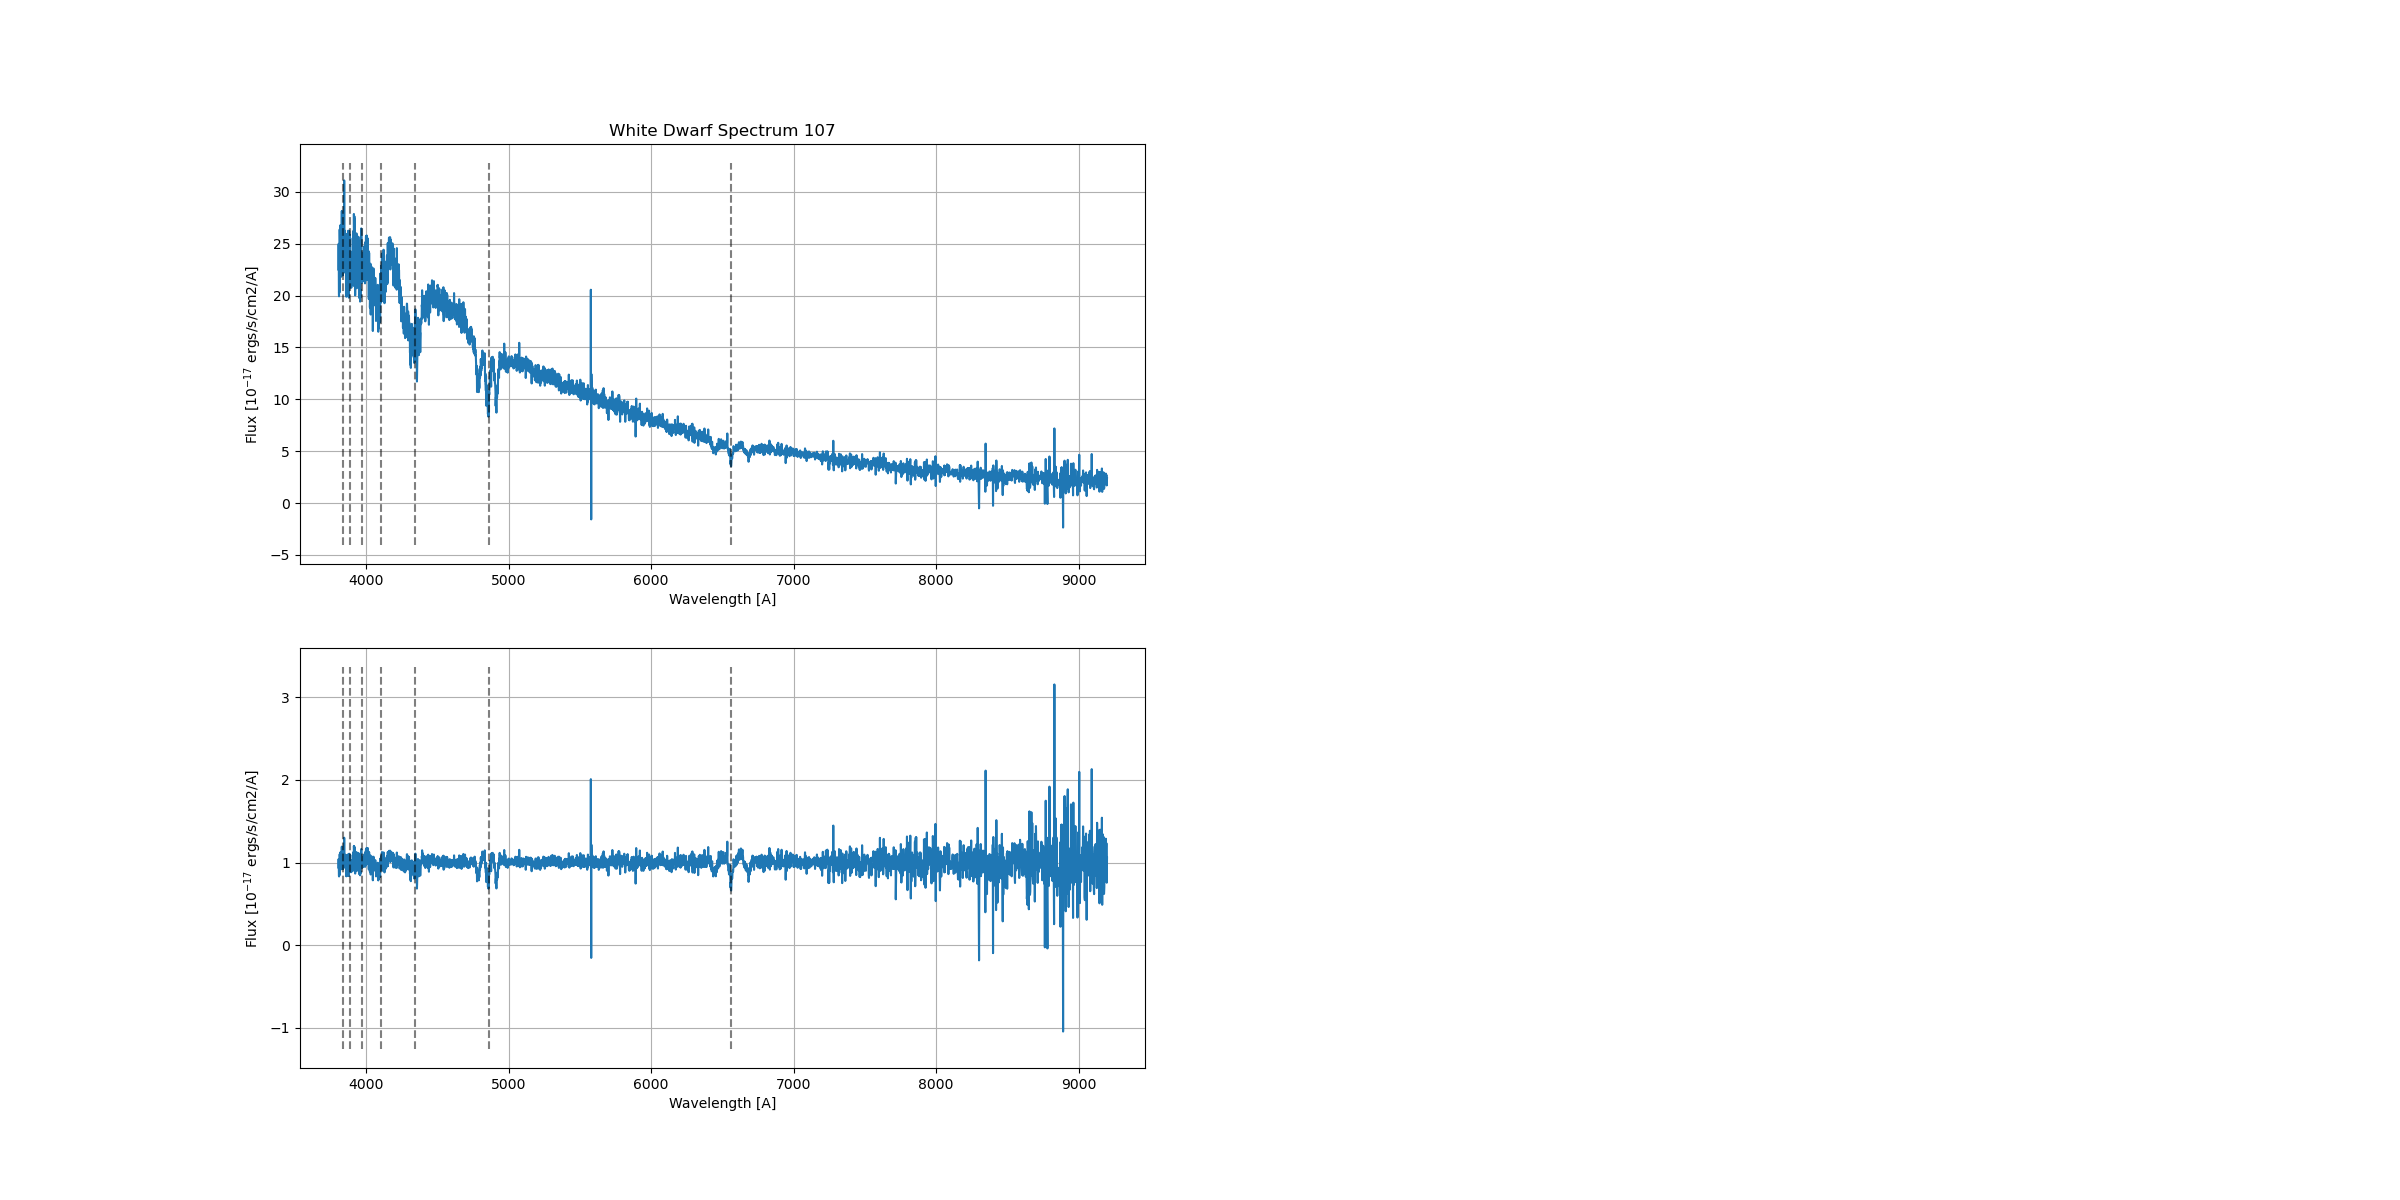 White Dwarf Spectrum 107
Flux [10⁻¹⁷ ergs/s/cm2/A]
30
25
20
15
10
5
0
−5
4000 5000 6000 7000 8000 9000
Wavelength [A]
Flux [10⁻¹⁷ ergs/s/cm2/A]
3
2
1
0
−1
4000 5000 6000 7000 8000 9000
Wavelength [A]